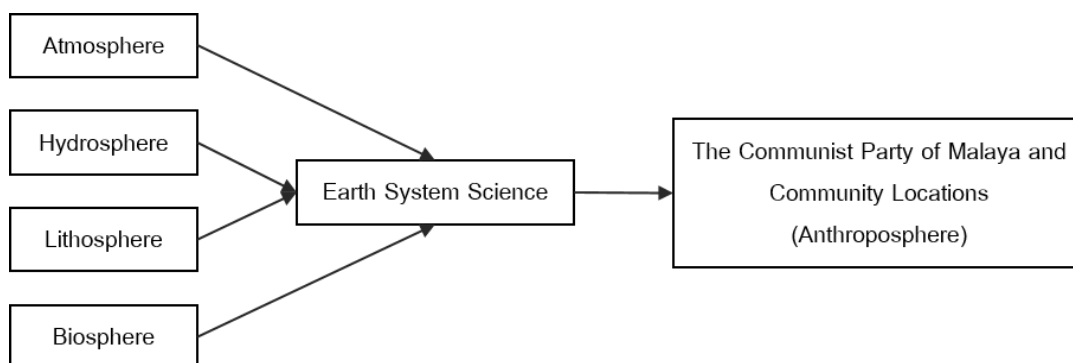 Atmosphere
Hydrosphere
Lithosphere
Biosphere
Earth System Science
The Communist Party of Malaya and
Community Locations
(Anthroposphere)